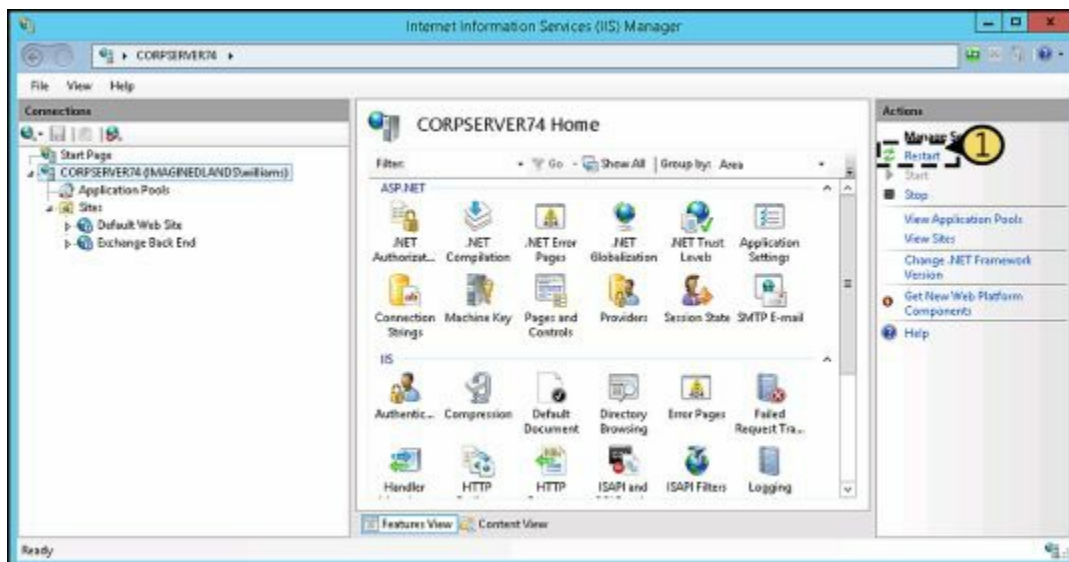 Internet Information Services (IIS) Manager
CORPSERVER74
File View Help
Connections
Start Page
CORPSERVER74 (IMAGINEDLANDS\williams)
Application Pools
Sites
Default Web Site
Exchange Back End
CORPSERVER74 Home
Filter: Go Show All Group by: Area
ASP.NET
.NET Authorizat...
.NET Compilation
.NET Error Pages
.NET Globalization
.NET Trust Levels
Application Settings
Connection Strings
Machine Key
Pages and Controls
Providers
Session State
SMTP E-mail
IIS
Authentic...
Compression
Default Document
Directory Browsing
Error Pages
Failed Request Tra...
Handler
HTTP
HTTP
ISAPI and
ISAPI Filters
Logging
Features View Content View
Actions
Manage
1
Restart
Start
Stop
View Application Pools
View Sites
Change .NET Framework
Version
Get New Web Platform
Components
Help
Ready